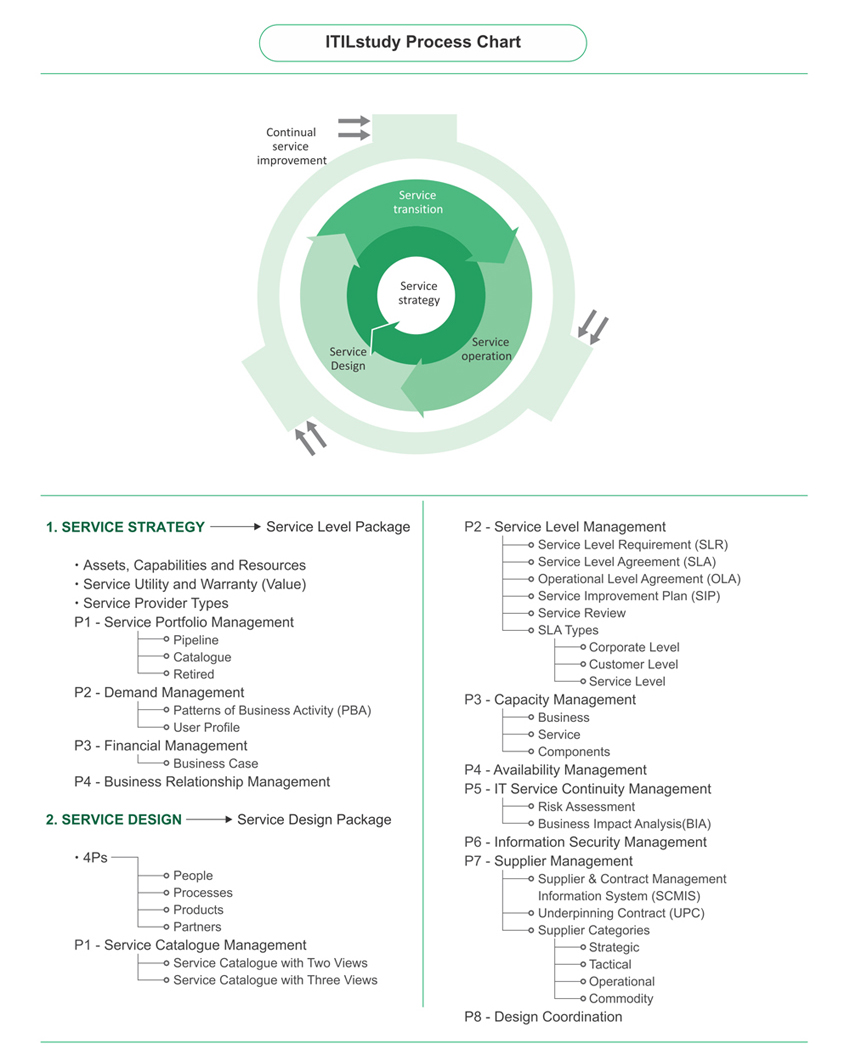 ITILstudy Process Chart
Continual
service
improvement
Service
transition
Service
strategy
Service
Design
Service
operation
1. SERVICE STRATEGY
Service Level Package
• Assets, Capabilities and Resources
• Service Utility and Warranty (Value)
• Service Provider Types
P1 - Service Portfolio Management
Pipeline
Catalogue
Retired
P2 - Demand Management
Patterns of Business Activity (PBA)
User Profile
P3 - Financial Management
Business Case
P4 - Business Relationship Management
2. SERVICE DESIGN
Service Design Package
• 4Ps
People
Processes
Products
Partners
P1 - Service Catalogue Management
Service Catalogue with Two Views
Service Catalogue with Three Views
P2 - Service Level Management
Service Level Requirement (SLR)
Service Level Agreement (SLA)
Operational Level Agreement (OLA)
Service Improvement Plan (SIP)
Service Review
SLA Types
Corporate Level
Customer Level
Service Level
P3 - Capacity Management
Business
Service
Components
P4 - Availability Management
P5 - IT Service Continuity Management
Risk Assessment
Business Impact Analysis(BIA)
P6 - Information Security Management
P7 - Supplier Management
Supplier & Contract Management
Information System (SCMIS)
Underpinning Contract (UPC)
Supplier Categories
Strategic
Tactical
Operational
Commodity
P8 - Design Coordination